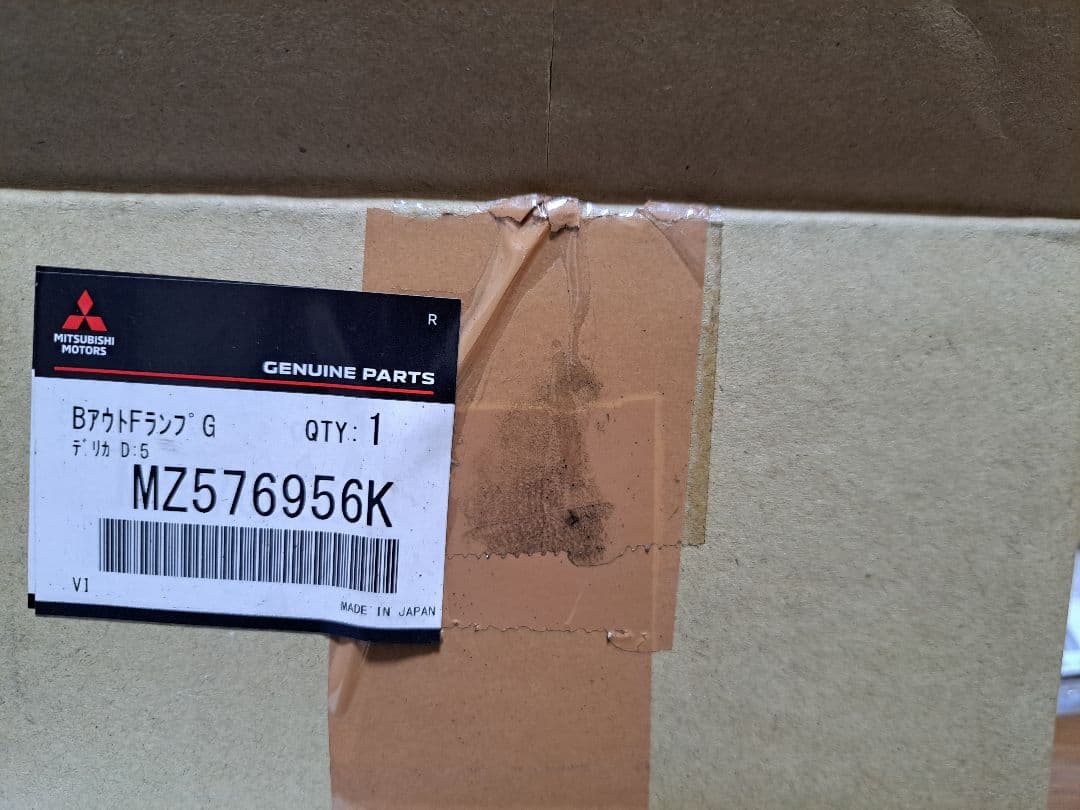 R
MITSUBISHI
MOTORS
GENUINE PARTS
BアウトFランプG
QTY: 1
デリカ D:5
MZ576956K
VI
MADE IN JAPAN